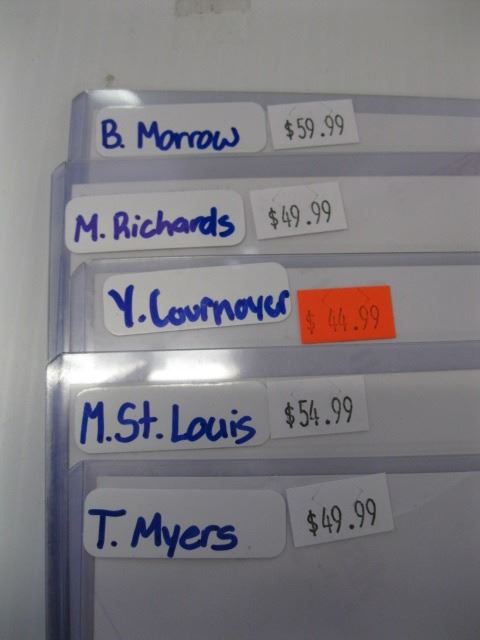 B. Morrow $59.99
M. Richards $49.99
Y. Cournoyer $44.99
M. St. Louis $54.99
T. Myers $49.99